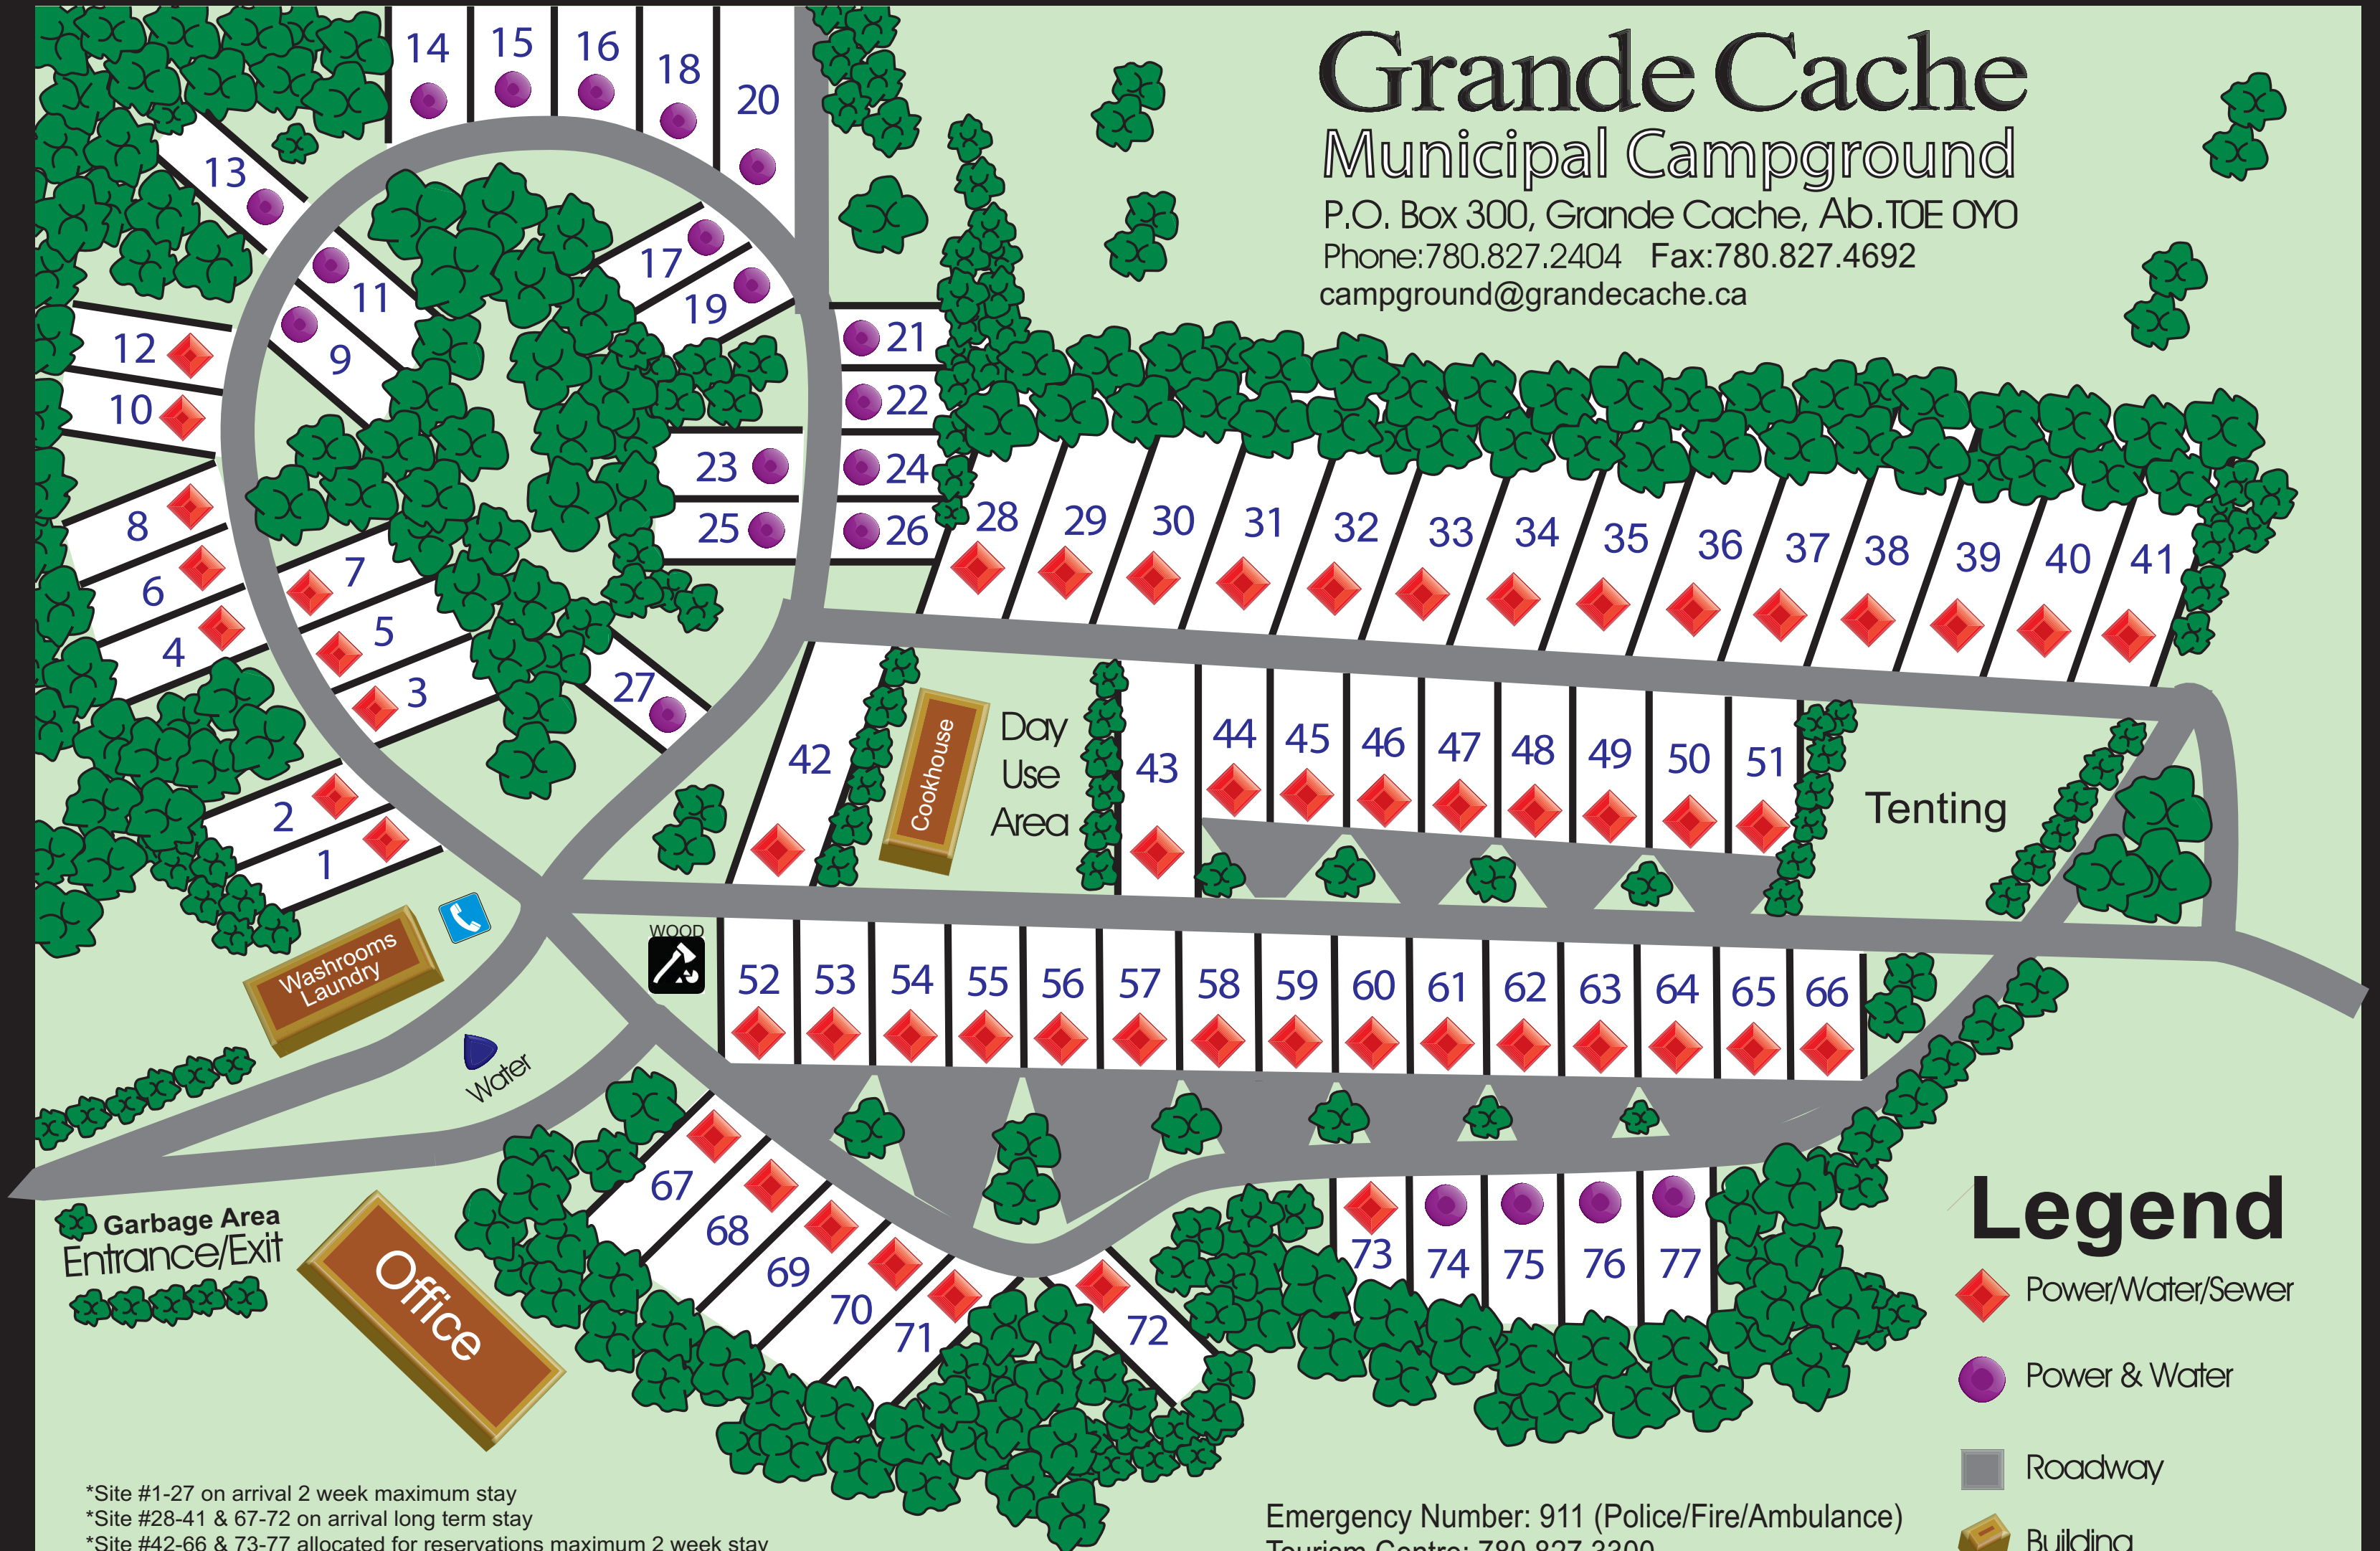 Grande Cache
Municipal Campground
P.O. Box 300, Grande Cache, Ab.T0E 0Y0
Phone:780.827.2404 Fax:780.827.4692
campground@grandecache.ca
14
15
16
18
20
13
17
11
19
12
9
21
10
22
23
24
8
25
26
7
6
5
4
3
27
2
1
28
29
30
31
32
33
34
35
36
37
38
39
40
41
42
Cookhouse
Day
Use
Area
43
44
45
46
47
48
49
50
51
Tenting
Washrooms
Laundry
WOOD
Water
52
53
54
55
56
57
58
59
60
61
62
63
64
65
66
67
68
69
70
71
72
73
74
75
76
77
Garbage Area
Entrance/Exit
Office
Legend
Power/Water/Sewer
Power & Water
Roadway
Building
*Site #1-27 on arrival 2 week maximum stay
*Site #28-41 & 67-72 on arrival long term stay
*Site #42-66 & 73-77 allocated for reservations maximum 2 week stay
Emergency Number: 911 (Police/Fire/Ambulance)
Tourism Centre: 780.827.3300